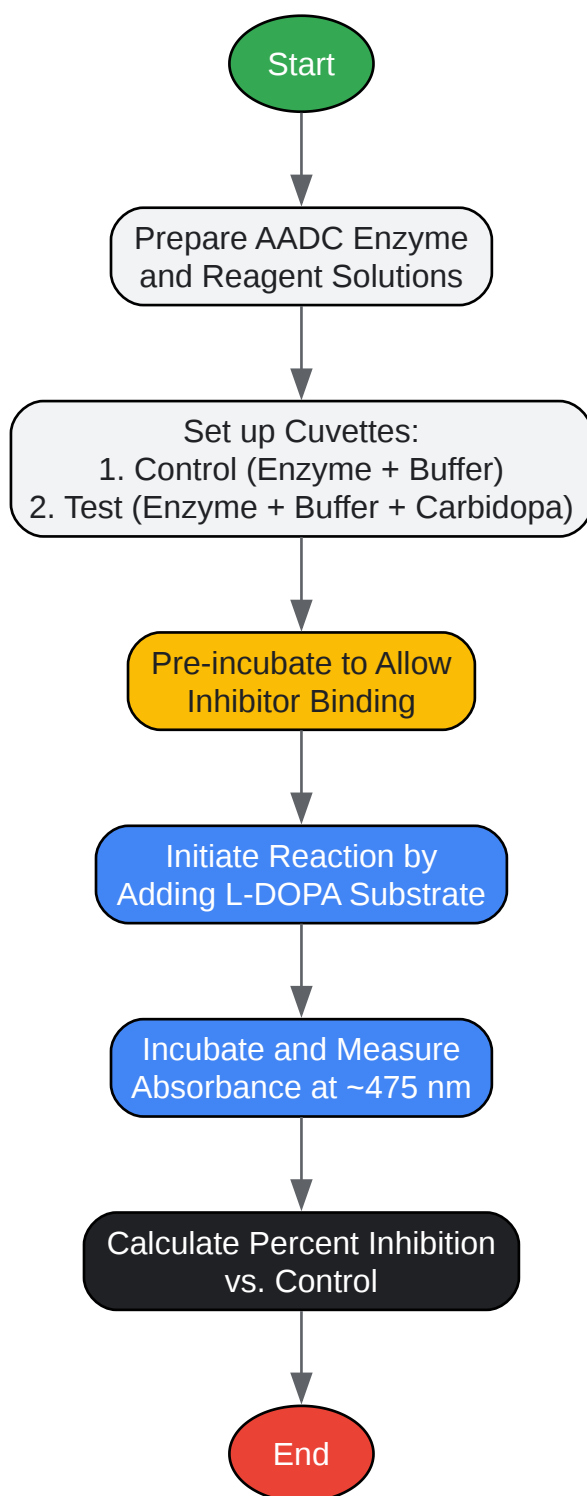 Start
Prepare AADC Enzyme
and Reagent Solutions
Set up Cuvettes:
1. Control (Enzyme + Buffer)
2. Test (Enzyme + Buffer + Carbidopa)
Pre-incubate to Allow
Inhibitor Binding
Initiate Reaction by
Adding L-DOPA Substrate
Incubate and Measure
Absorbance at ~475 nm
Calculate Percent Inhibition
vs. Control
End